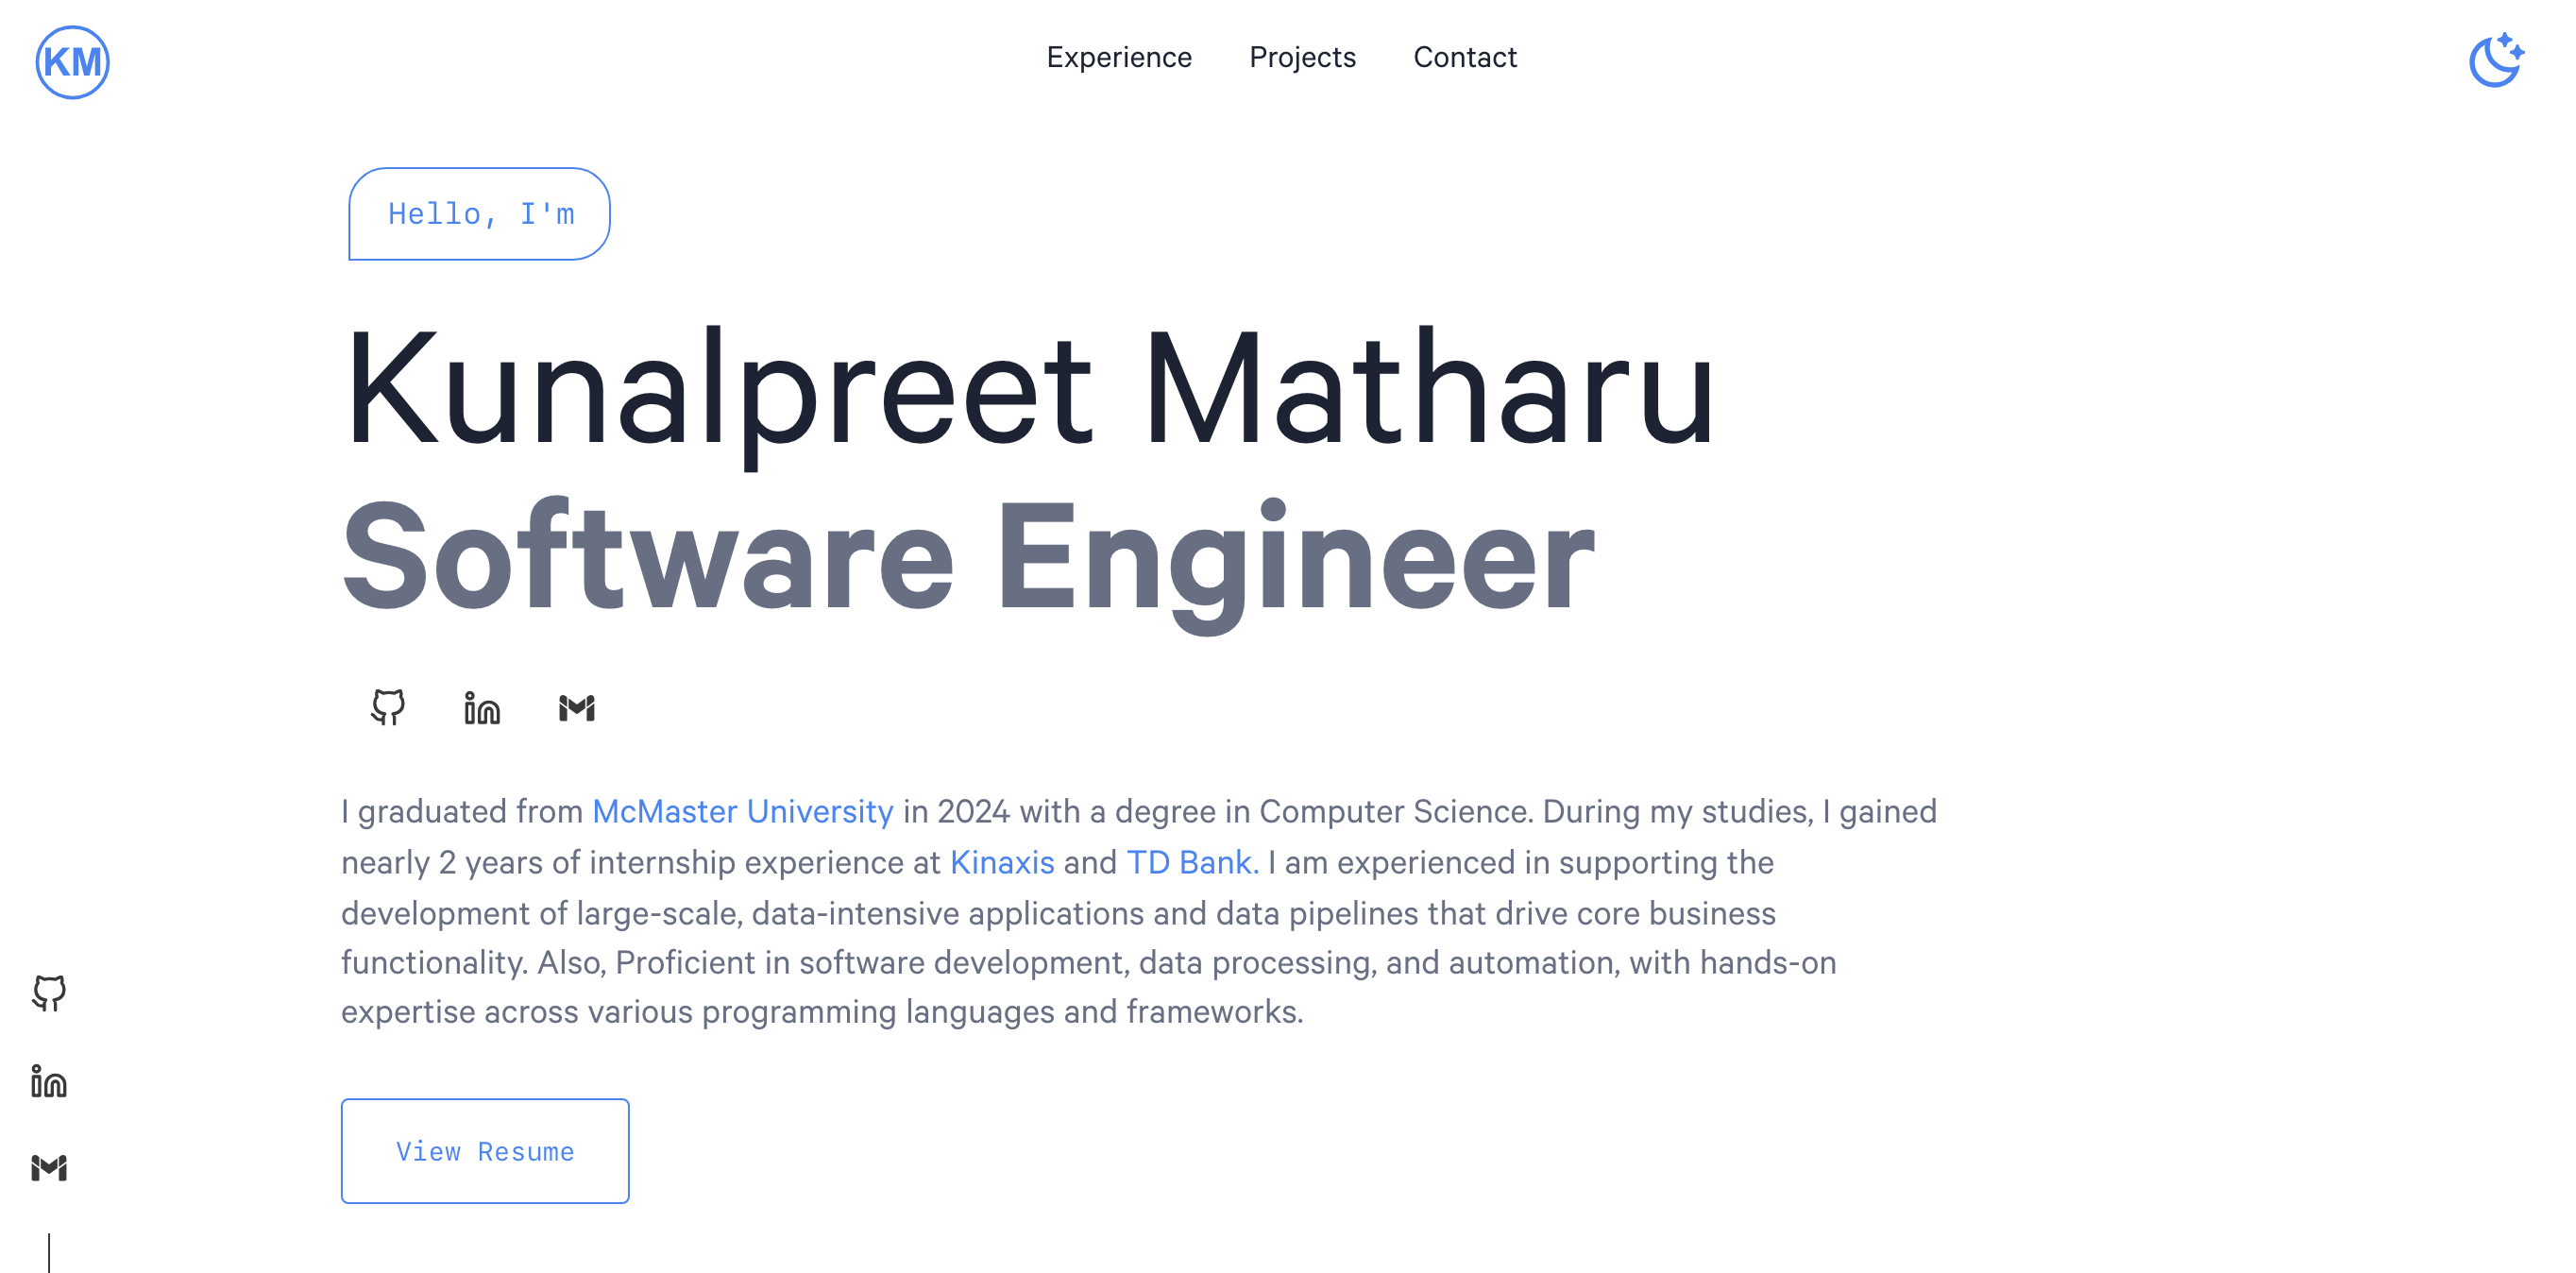 KM
Experience Projects Contact
Hello, I'm
Kunalpreet Matharu
Software Engineer
I graduated from McMaster University in 2024 with a degree in Computer Science. During my studies, I gained
nearly 2 years of internship experience at Kinaxis and TD Bank. I am experienced in supporting the
development of large-scale, data-intensive applications and data pipelines that drive core business
functionality. Also, Proficient in software development, data processing, and automation, with hands-on
expertise across various programming languages and frameworks.
View Resume